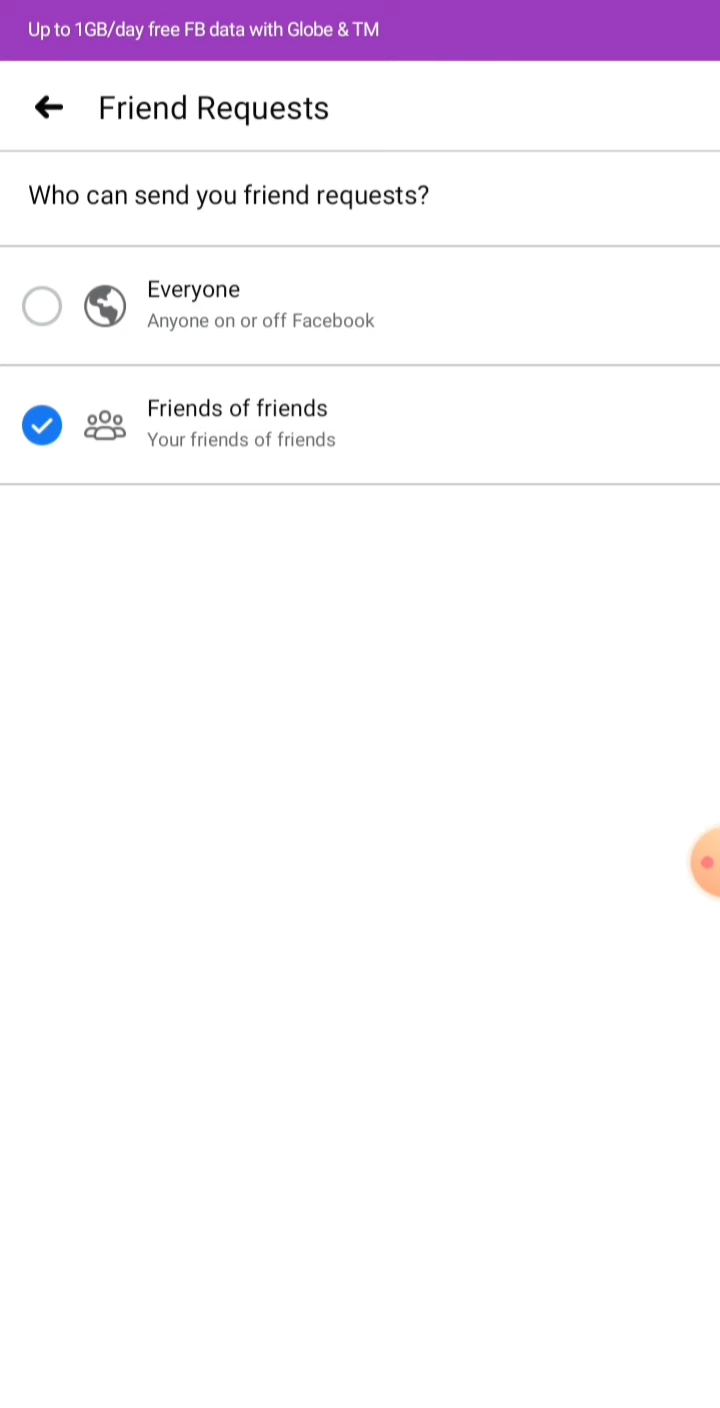 Up to 1GB/day free FB data with Globe & TM
Friend Requests
Who can send you friend requests?
Everyone
Anyone on or off Facebook
Friends of friends
Your friends of friends